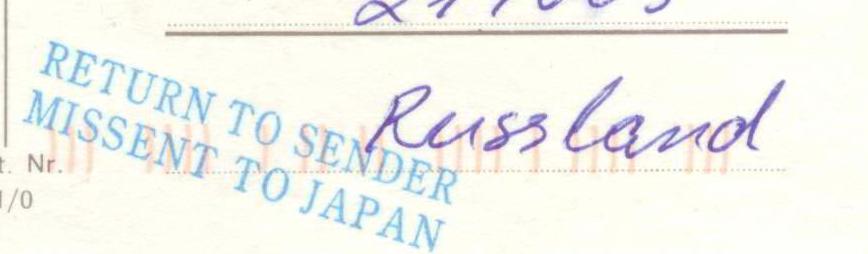 Russland
RETURN TO SENDER
MISSENT TO JAPAN
t. Nr.
1/0